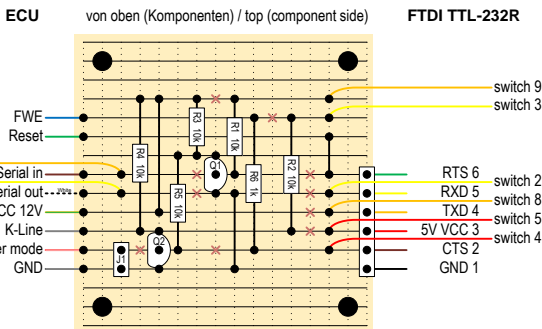 ECU von oben (Komponenten) / top (component side) FTDI TTL-232R
switch 9
switch 3
FWE
Reset
Serial in
erial out
CC 12V
K-Line
er mode
GND
R3 10k
R1 10k
R4 10k
R2 10k
R6 1k
R5 10k
Q1
Q2
J1
RTS 6
RXD 5
TXD 4
5V VCC 3
CTS 2
GND 1
switch 2
switch 8
switch 5
switch 4